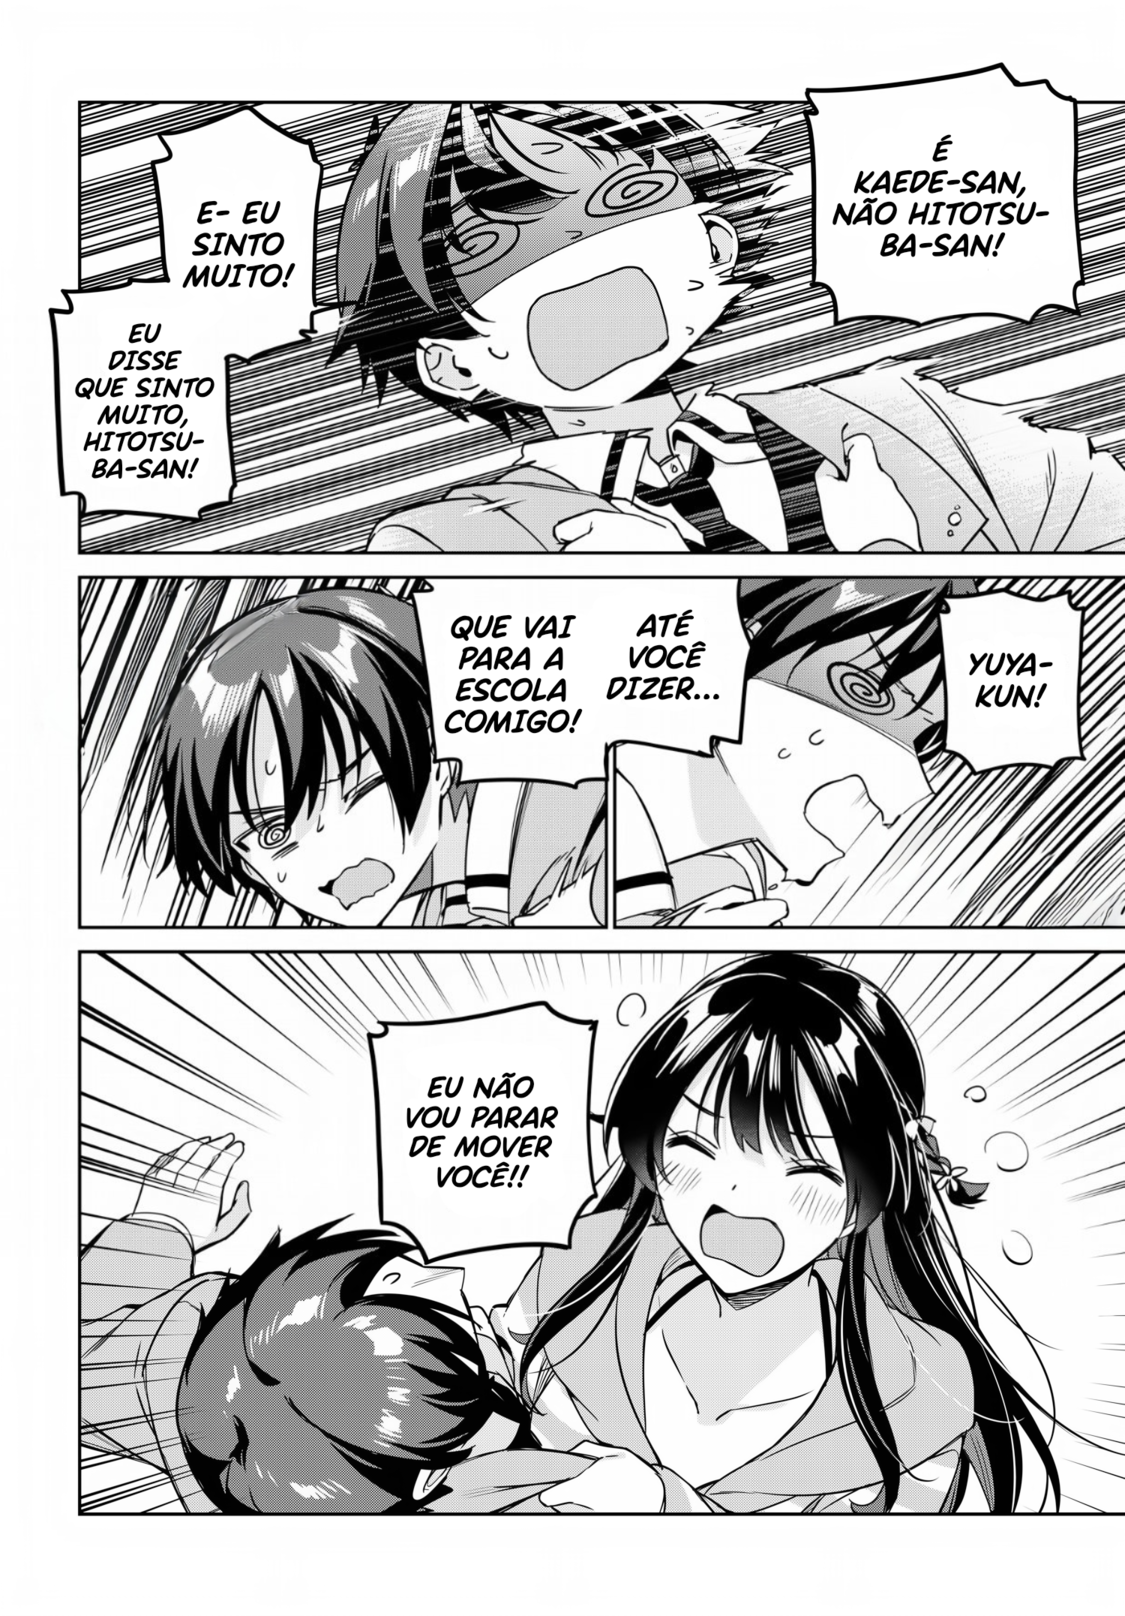 É
KAEDE-SAN,
NÃO HITOTSU-
BA-SAN!
E- EU
SINTO
MUITO!
EU
DISSE
QUE SINTO
MUITO,
HITOTSU-
BA-SAN!
YUYA-
KUN!
ATÉ
VOCÊ
DIZER...
QUE VAI
PARA A
ESCOLA
COMIGO!
EU NÃO
VOU PARAR
DE MOVER
VOCÊ!!